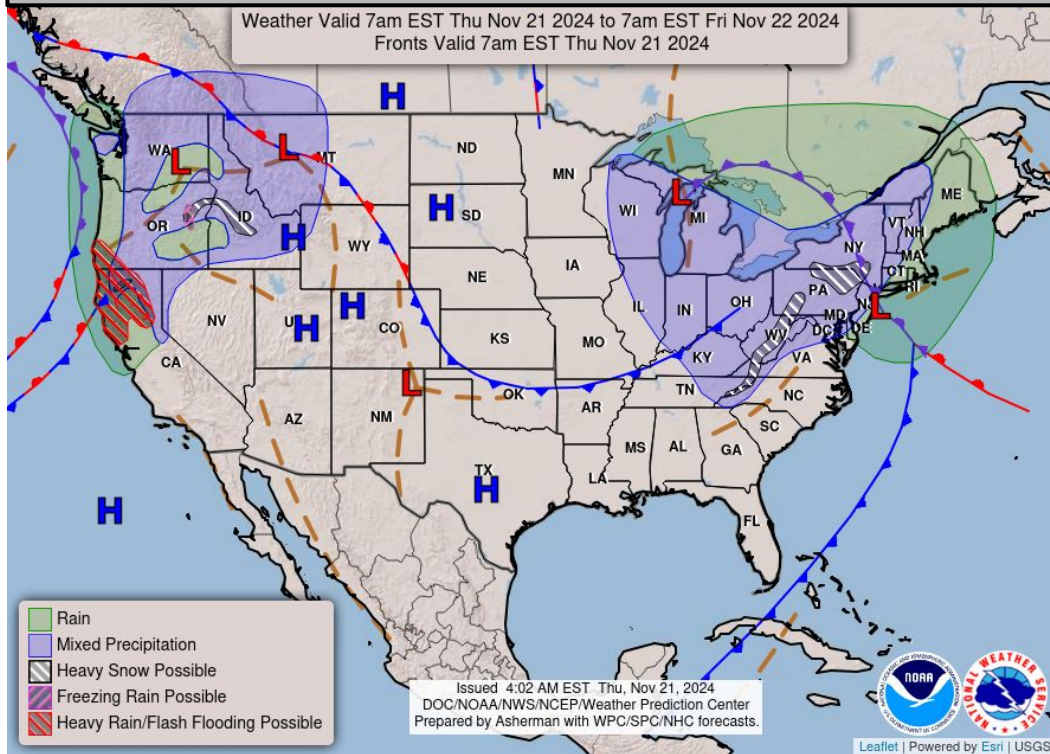 Weather Valid 7am EST Thu Nov 21 2024 to 7am EST Fri Nov 22 2024
Fronts Valid 7am EST Thu Nov 21 2024
H
WA
L
L
MT
ND
MN
ME
OR
ID
H
H
SD
WI
L
MI
VT
NH
NY
MA
CT
RI
WY
NE
IA
PA
L
NV
U
H
H
CO
KS
MO
IL
IN
OH
WV
MD
DC
DE
VA
KY
CA
AZ
NM
L
OK
AR
TN
NC
SC
MS
AL
GA
TX
H
LA
FL
H
Rain
Mixed Precipitation
Heavy Snow Possible
Freezing Rain Possible
Heavy Rain/Flash Flooding Possible
Issued 4:02 AM EST Thu, Nov 21, 2024
DOC/NOAA/NWS/NCEP/Weather Prediction Center
Prepared by Asherman with WPC/SPC/NHC forecasts.
NOAA
NATIONAL WEATHER SERVICE
Leaflet | Powered by Esri | USGS